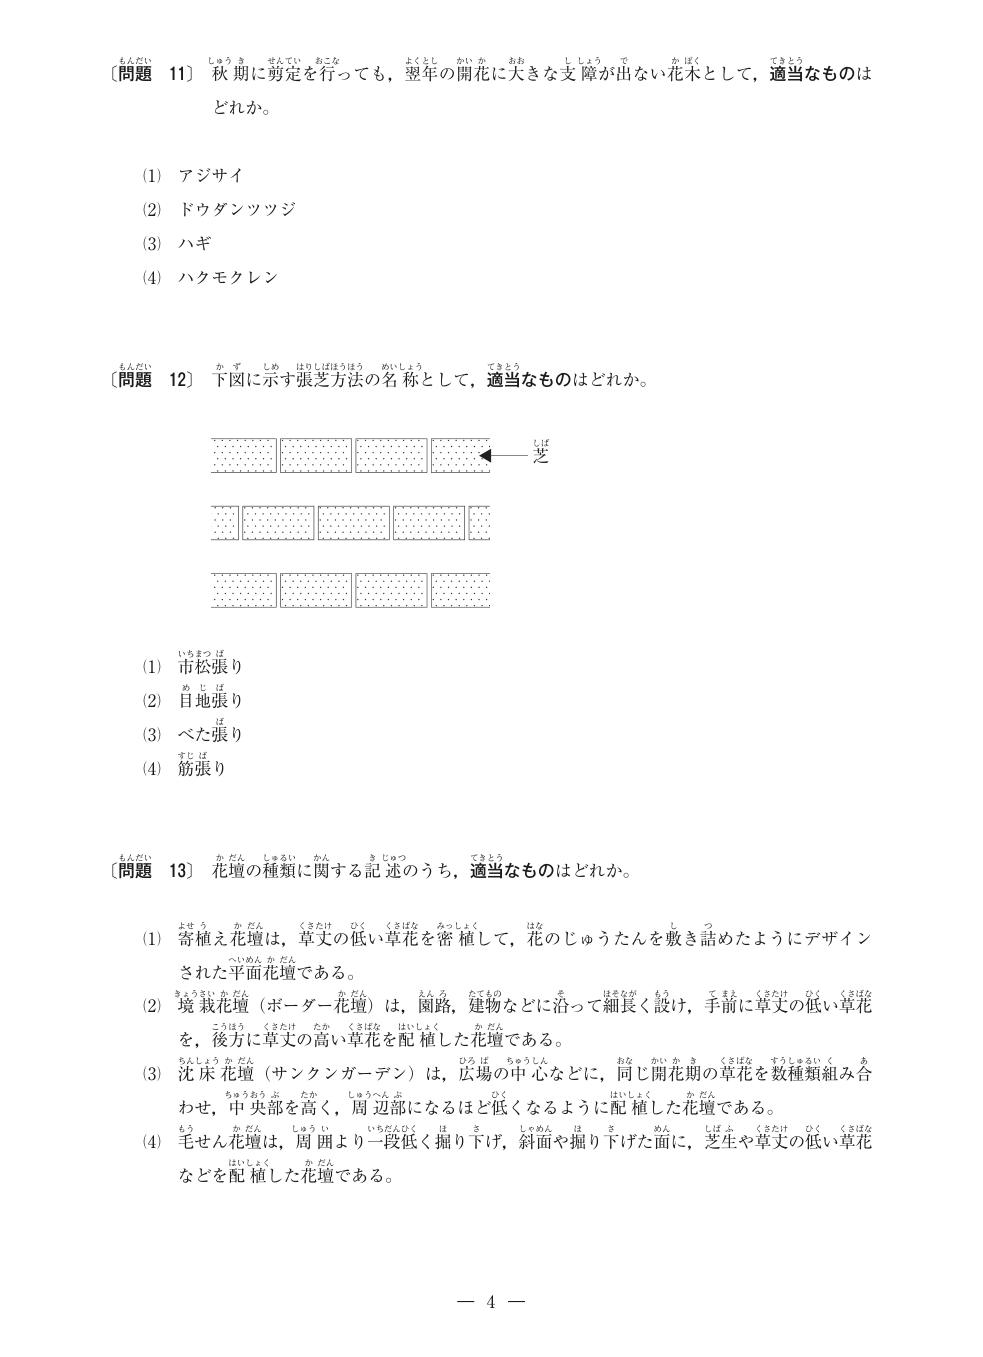 〔問題　11〕　秋期に剪定を行っても，翌年の開花に大きな支障が出ない花木として，適当なものは
どれか。
⑴　アジサイ
⑵　ドウダンツツジ
⑶　ハギ
⑷　ハクモクレン
〔問題　12〕　下図に示す張芝方法の名称として，適当なものはどれか。
芝
⑴　市松張り
⑵　目地張り
⑶　べた張り
⑷　筋張り
〔問題　13〕　花壇の種類に関する記述のうち，適当なものはどれか。
⑴　寄植え花壇は，草丈の低い草花を密植して，花のじゅうたんを敷き詰めたようにデザイン
された平面花壇である。
⑵　境栽花壇（ボーダー花壇）は，園路，建物などに沿って細長く設け，手前に草丈の低い草花
を，後方に草丈の高い草花を配植した花壇である。
⑶　沈床花壇（サンクンガーデン）は，広場の中心などに，同じ開花期の草花を数種類組み合
わせ，中央部を高く，周辺部になるほど低くなるように配植した花壇である。
⑷　毛せん花壇は，周囲より一段低く掘り下げ，斜面や掘り下げた面に，芝生や草丈の低い草花
などを配植した花壇である。
― 4 ―